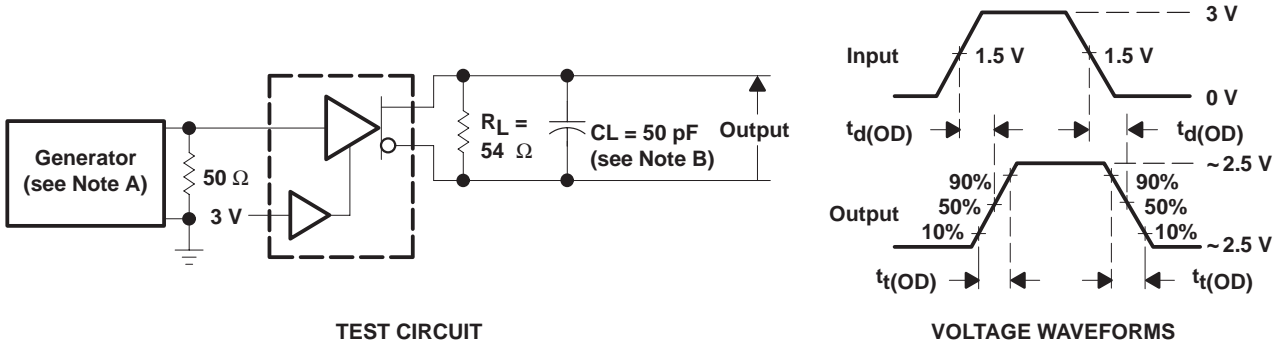 Generator
(see Note A)
50 Ω
3 V
RL =
54 Ω
CL = 50 pF
(see Note B)
Output
TEST CIRCUIT
3 V
Input
1.5 V
1.5 V
0 V
td(OD)
td(OD)
~2.5 V
90%
90%
Output
50%
50%
10%
10%
~2.5 V
tt(OD)
tt(OD)
VOLTAGE WAVEFORMS